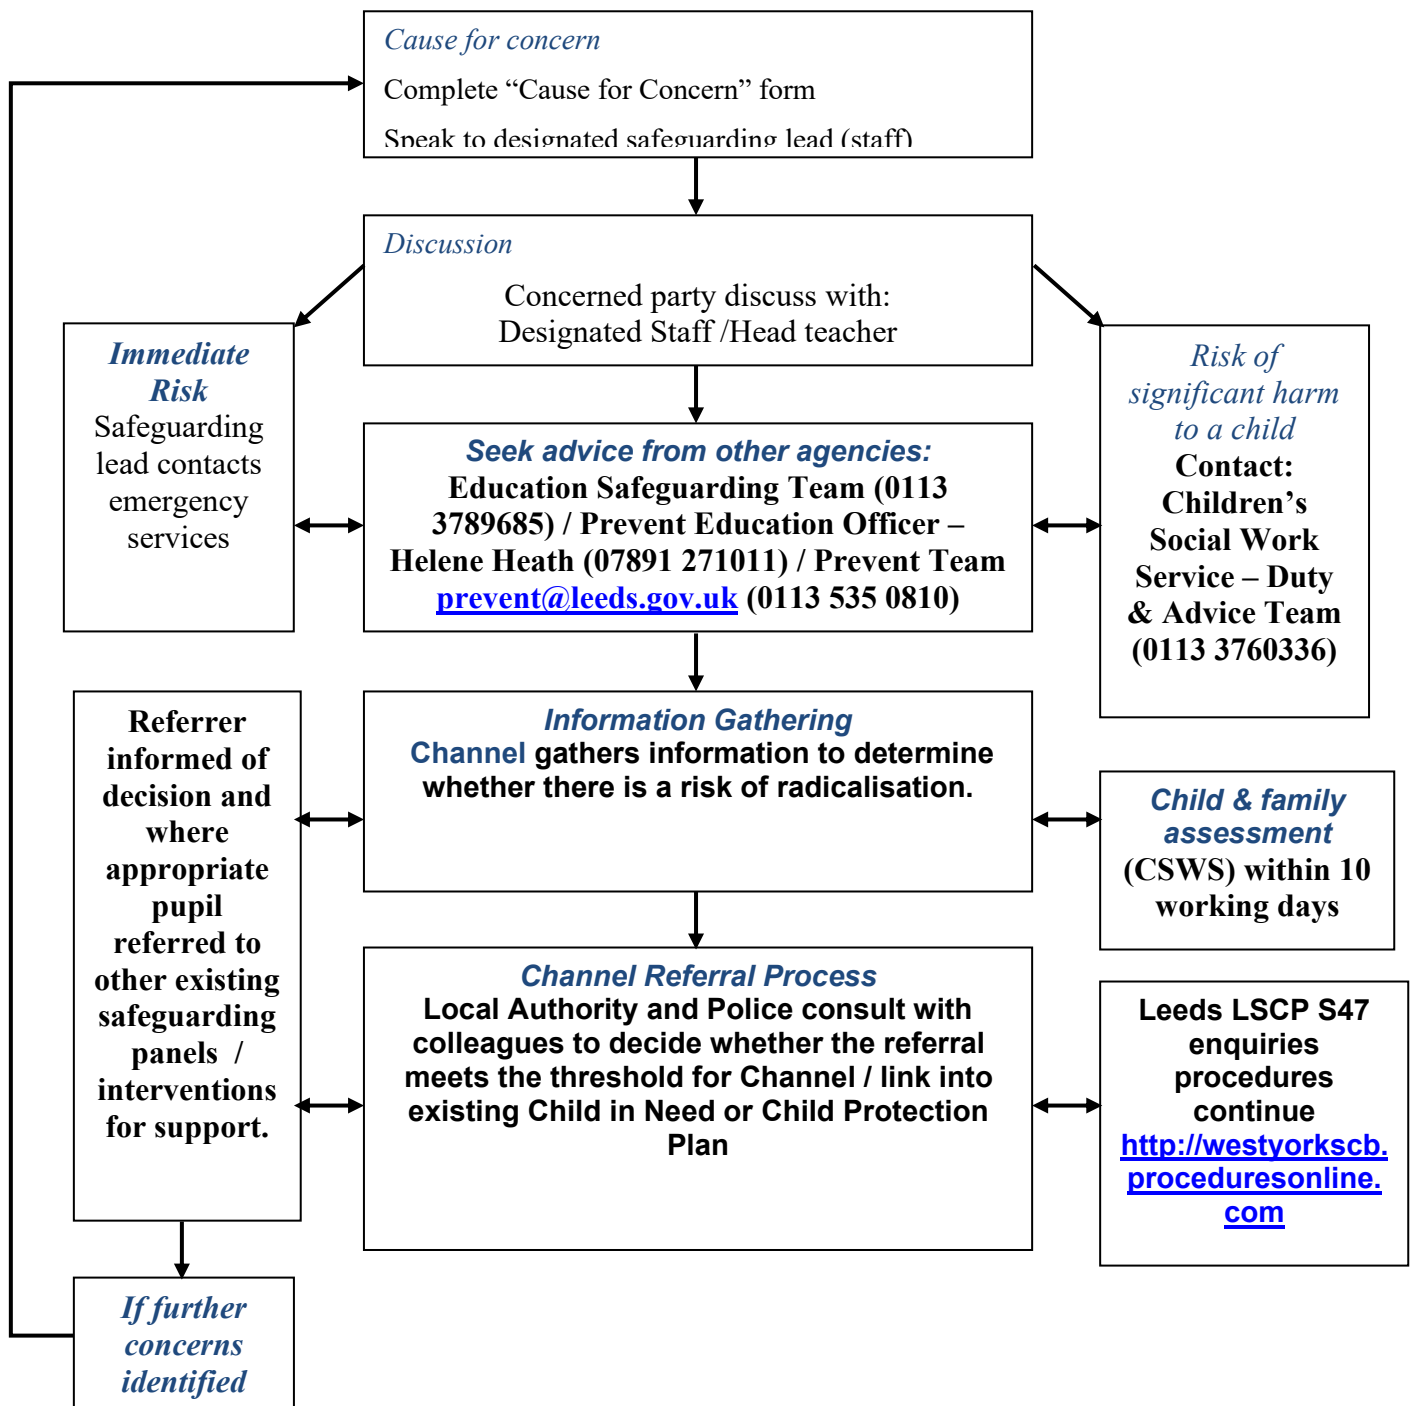 Cause for concern
Complete “Cause for Concern” form
Speak to designated safeguarding lead (staff)
Discussion
Concerned party discuss with:
Designated Staff /Head teacher
Immediate
Risk
Safeguarding
lead contacts
emergency
services
Seek advice from other agencies:
Education Safeguarding Team (0113
3789685) / Prevent Education Officer –
Helene Heath (07891 271011) / Prevent Team
prevent@leeds.gov.uk (0113 535 0810)
Risk of
significant harm
to a child
Contact:
Children’s
Social Work
Service – Duty
& Advice Team
(0113 3760336)
Referrer
informed of
decision and
where
appropriate
pupil
referred to
other existing
safeguarding
panels /
interventions
for support.
Information Gathering
Channel gathers information to determine
whether there is a risk of radicalisation.
Child & family
assessment
(CSWS) within 10
working days
Channel Referral Process
Local Authority and Police consult with
colleagues to decide whether the referral
meets the threshold for Channel / link into
existing Child in Need or Child Protection
Plan
Leeds LSCP S47
enquiries
procedures
continue
http://westyorkscb.
proceduresonline.
com
If further
concerns
identified